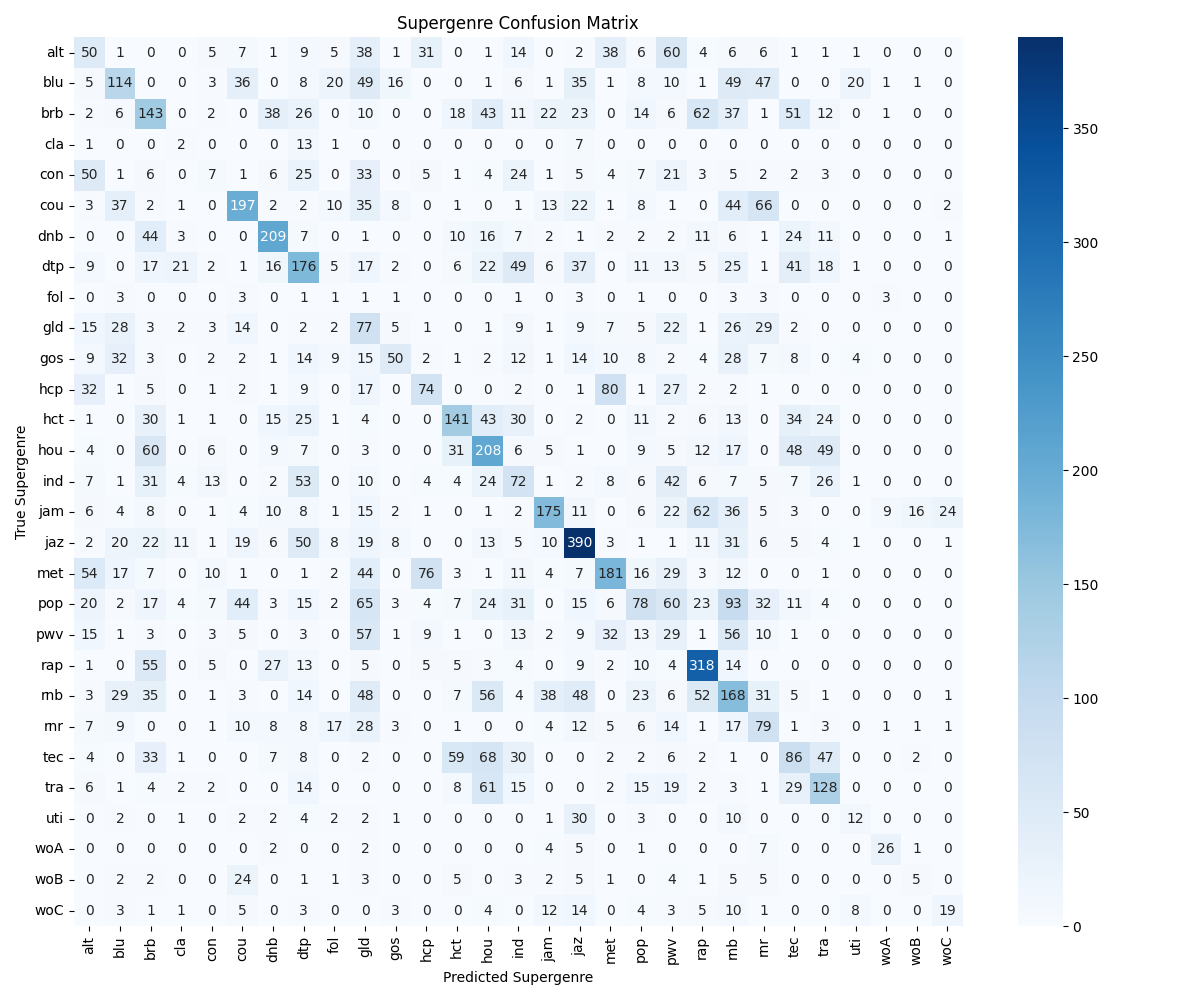 Supergenre Confusion Matrix
alt 50 1 0 0 5 7 1 9 5 38 1 31 0 1 14 0 2 38 6 60 4 6 6 1 1 1 0 0 0
blu 5 114 0 0 3 36 0 8 20 49 16 0 0 1 6 1 35 1 8 10 1 49 47 0 0 20 1 1 0
brb 2 6 143 0 2 0 38 26 0 10 0 0 18 43 11 22 23 0 14 6 62 37 1 51 12 0 1 0 0
cla 1 0 0 2 0 0 0 13 1 0 0 0 0 0 0 0 7 0 0 0 0 0 0 0 0 0 0 0 0
con 50 1 6 0 7 1 6 25 0 33 0 5 1 4 24 1 5 4 7 21 3 5 2 2 3 0 0 0 0
cou 3 37 2 1 0 197 2 2 10 35 8 0 1 0 1 13 22 1 8 1 0 44 66 0 0 0 0 0 2
dnb 0 0 44 3 0 0 209 7 0 1 0 0 10 16 7 2 1 2 2 2 11 6 1 24 11 0 0 0 1
dtp 9 0 17 21 2 1 16 176 5 17 2 0 6 22 49 6 37 0 11 13 5 25 1 41 18 1 0 0 0
fol 0 3 0 0 0 3 0 1 1 1 1 0 0 0 1 0 3 0 1 0 0 3 3 0 0 0 3 0 0
gld 15 28 3 2 3 14 0 2 2 77 5 1 0 1 9 1 9 7 5 22 1 26 29 2 0 0 0 0 0
gos 9 32 3 0 2 2 1 14 9 15 50 2 1 2 12 1 14 10 8 2 4 28 7 8 0 4 0 0 0
hcp 32 1 5 0 1 2 1 9 0 17 0 74 0 0 2 0 1 80 2 27 2 2 1 0 0 0 0 0 0
hct 1 0 30 1 1 0 15 25 1 4 0 0 141 43 30 0 2 0 11 2 6 13 0 34 24 0 0 0 0
hou 4 0 60 0 6 0 9 7 0 3 0 0 31 208 6 5 1 0 9 5 12 17 0 48 49 0 0 0 0
ind 7 1 31 4 13 0 2 53 0 10 0 4 4 24 72 1 2 8 6 42 6 7 5 7 26 1 0 0 0
jam 6 4 8 0 1 4 10 8 1 15 2 1 0 1 2 175 11 0 6 22 62 36 5 3 0 0 9 16 24
jaz 2 20 22 11 1 19 6 50 8 19 8 0 0 13 5 10 390 3 1 1 11 31 6 5 4 1 0 0 1
met 54 17 7 0 10 1 0 1 2 44 0 76 3 1 11 4 7 181 16 29 3 12 0 0 1 0 0 0 0
pop 20 2 17 4 7 44 3 15 2 65 3 4 7 24 31 0 15 6 78 60 23 93 32 11 4 0 0 0 0
pwv 15 1 3 0 3 5 0 3 0 57 1 9 1 0 13 2 9 32 13 29 1 56 10 1 0 0 0 0 0
rap 1 0 55 0 5 0 27 13 0 5 0 5 5 3 4 0 9 2 10 4 318 14 0 0 0 0 0 0 0
rnb 3 29 35 0 1 3 0 14 0 48 0 0 7 56 4 38 48 0 23 6 52 168 31 5 1 0 0 0 1
rnr 7 9 0 0 1 10 8 8 17 28 3 0 1 0 0 4 12 5 6 14 1 17 79 1 3 0 1 1 1
tec 4 0 33 1 0 0 7 8 0 2 0 0 59 68 30 0 0 2 2 6 2 1 0 86 47 0 0 2 0
tra 6 1 4 2 2 0 0 14 0 0 0 0 8 61 15 0 0 2 15 19 2 3 1 29 128 0 0 0 0
uti 0 2 0 1 0 2 2 4 2 2 1 0 0 0 0 1 30 0 3 0 0 10 0 0 0 12 0 0 0
woA 0 0 0 0 0 0 2 0 0 2 0 0 0 0 0 4 5 0 1 0 0 0 7 0 0 0 26 1 0
woB 0 2 2 0 0 24 0 1 1 3 0 0 5 0 3 2 5 1 0 4 1 5 5 0 0 0 0 5 0
woC 0 3 1 1 0 5 0 3 0 0 3 0 0 4 0 12 14 0 4 3 5 10 1 0 0 8 0 0 19
alt blu brb cla con cou dnb dtp fol gld gos hcp hct hou ind jam jaz met pop pwv rap rnb rnr tec tra uti woA woB woC
Predicted Supergenre
True Supergenre
350
300
250
200
150
100
50
0